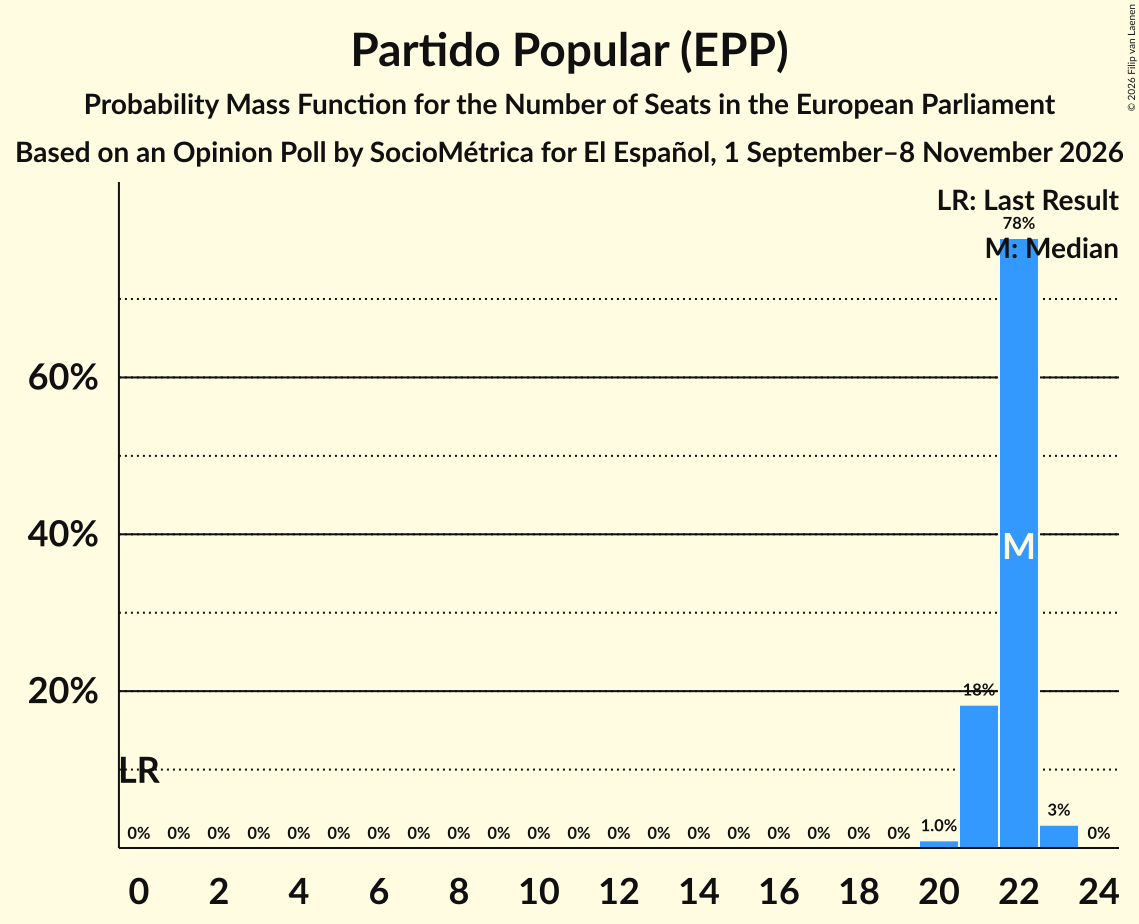 Partido Popular (EPP)
Probability Mass Function for the Number of Seats in the European Parliament
Based on an Opinion Poll by SocioMétrica for El Español, 1 September–8 November 2026
© 2026 Filip van Laenen
LR: Last Result
78%
M: Median
60%
40%
M
20%
18%
LR
0% 0% 0% 0% 0% 0% 0% 0% 0% 0% 0% 0% 0% 0% 0% 0% 0% 0% 0% 0% 1.0% 3% 0%
0 2 4 6 8 10 12 14 16 18 20 22 24